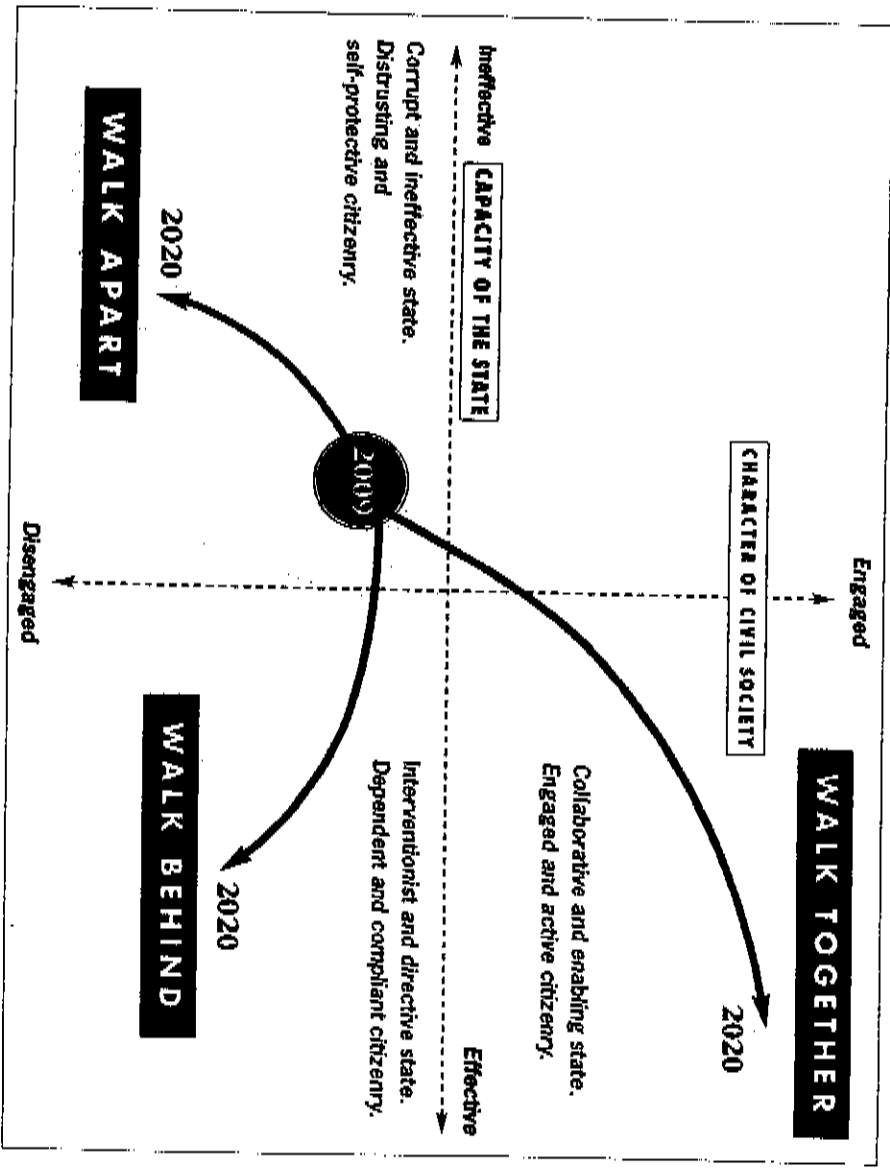 Engaged
WALK TOGETHER
CHARACTER OF CIVIL SOCIETY
2020
Collaborative and enabling state.
Engaged and active citizenry.
Ineffective
CAPACITY OF THE STATE
Effective
Corrupt and ineffective state.
Distrusting and
self-protective citizenry.
Interventionist and directive state.
Dependent and compliant citizenry.
2009
2020
WALK APART
2020
WALK BEHIND
Disengaged